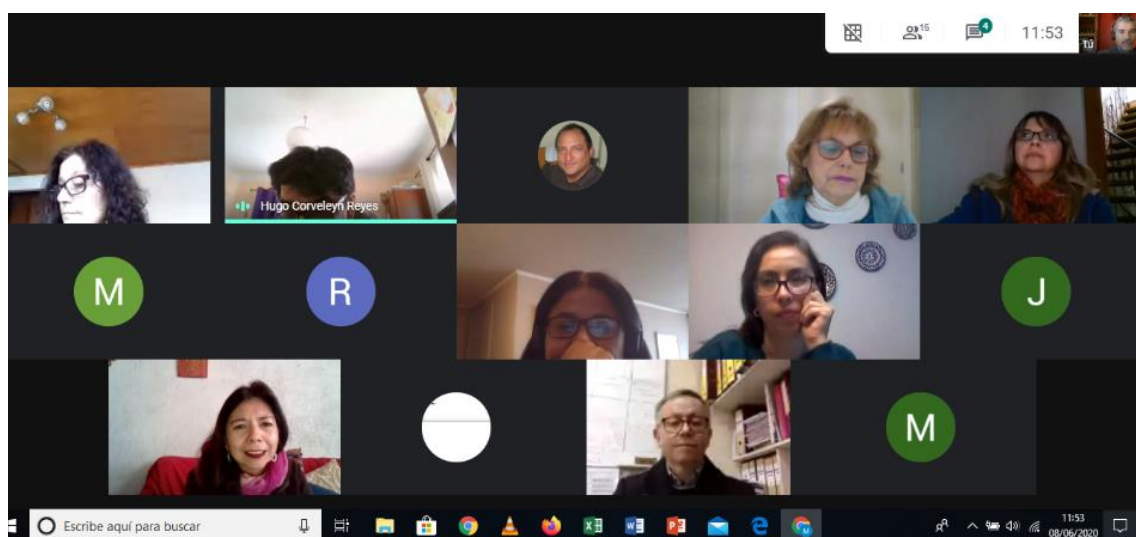 15
4
11:53
Tú
Hugo Corveleyn Reyes
M
R
J
M
Escribe aquí para buscar
11:53
08/06/2020